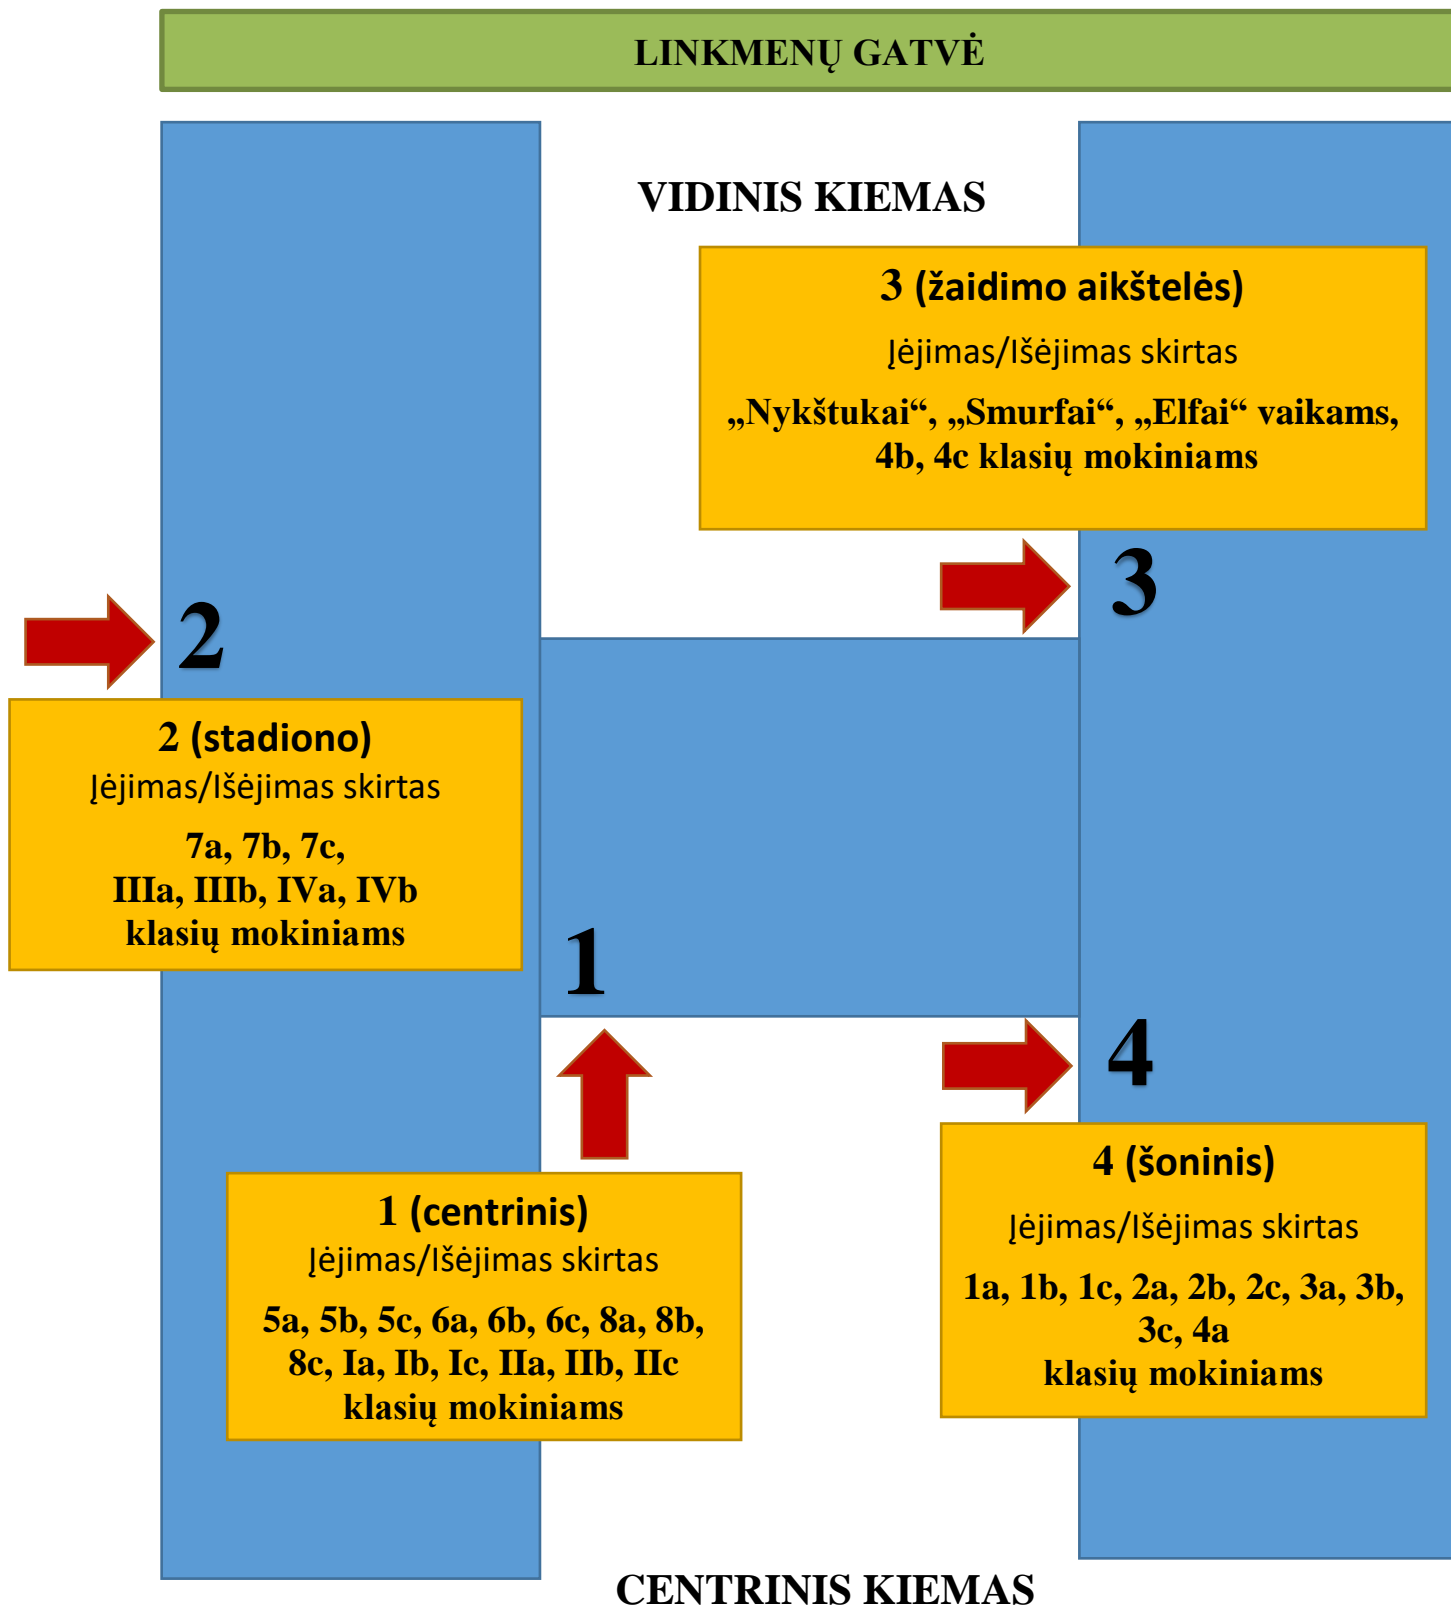 LINKMENŲ GATVĖ
VIDINIS KIEMAS
3 (žaidimo aikštelės)
Įėjimas/Išėjimas skirtas
„Nykštukai“, „Smurfai“, „Elfai“ vaikams,
4b, 4c klasių mokiniams
3
2
2 (stadiono)
Įėjimas/Išėjimas skirtas
7a, 7b, 7c,
IIIa, IIIb, IVa, IVb
klasių mokiniams
1
4
1 (centrinis)
Įėjimas/Išėjimas skirtas
5a, 5b, 5c, 6a, 6b, 6c, 8a, 8b,
8c, Ia, Ib, Ic, IIa, IIb, IIc
klasių mokiniams
4 (šoninis)
Įėjimas/Išėjimas skirtas
1a, 1b, 1c, 2a, 2b, 2c, 3a, 3b,
3c, 4a
klasių mokiniams
CENTRINIS KIEMAS